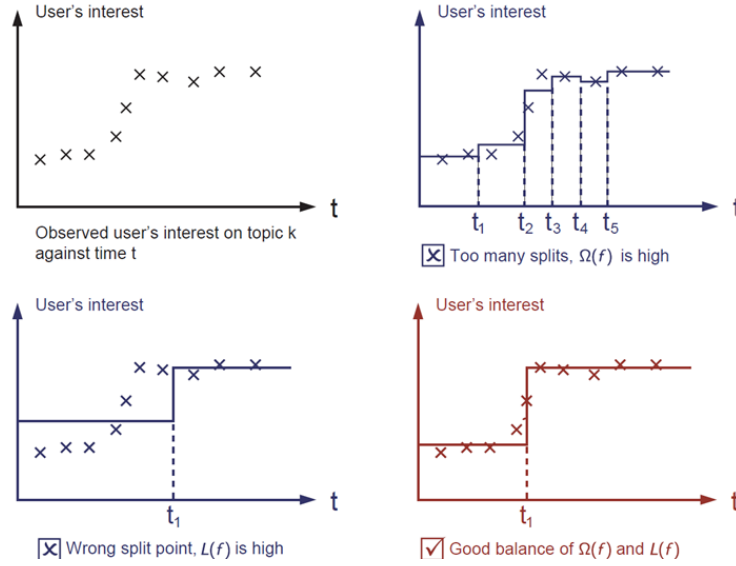 User's interest
t
Observed user's interest on topic k
against time t
User's interest
t₁ t₂ t₃ t₄ t₅
t
Too many splits, Ω(f) is high
User's interest
t
t₁
Wrong split point, L(f) is high
User's interest
t
t₁
Good balance of Ω(f) and L(f)